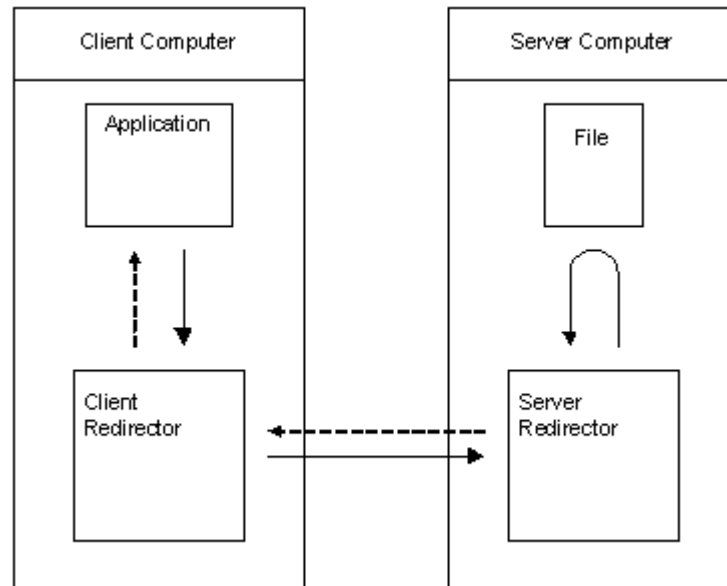 Client Computer
Server Computer
Application
File
Client
Redirector
Server
Redirector